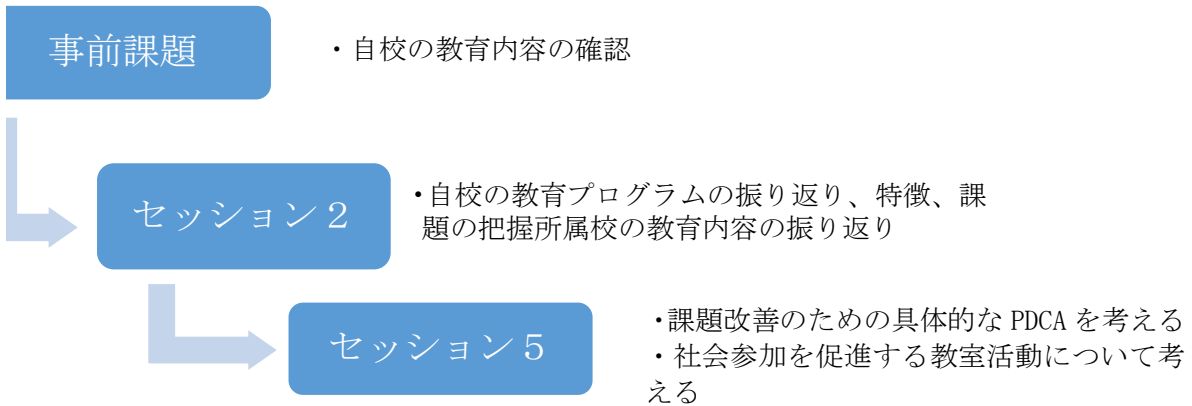 事前課題
・自校の教育内容の確認
セッション２
・自校の教育プログラムの振り返り、特徴、課
題の把握所属校の教育内容の振り返り
セッション５
・課題改善のための具体的な PDCA を考える
・社会参加を促進する教室活動について考
える